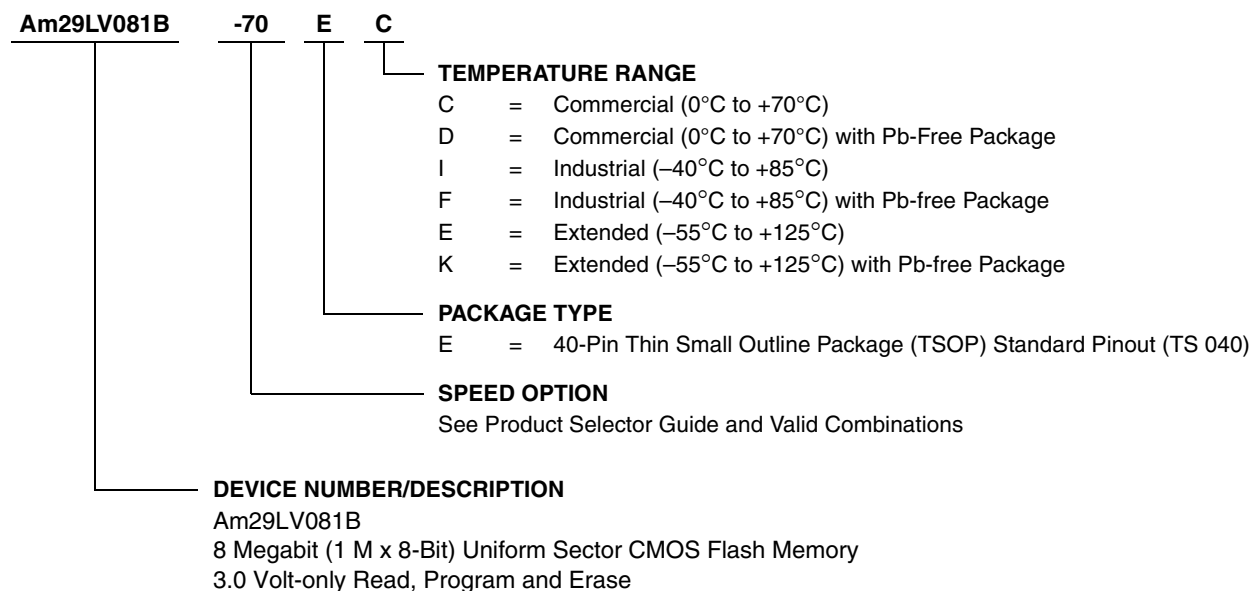 Am29LV081B -70 E C
TEMPERATURE RANGE
C = Commercial (0°C to +70°C)
D = Commercial (0°C to +70°C) with Pb-Free Package
I = Industrial (–40°C to +85°C)
F = Industrial (–40°C to +85°C) with Pb-free Package
E = Extended (–55°C to +125°C)
K = Extended (–55°C to +125°C) with Pb-free Package
PACKAGE TYPE
E = 40-Pin Thin Small Outline Package (TSOP) Standard Pinout (TS 040)
SPEED OPTION
See Product Selector Guide and Valid Combinations
DEVICE NUMBER/DESCRIPTION
Am29LV081B
8 Megabit (1 M x 8-Bit) Uniform Sector CMOS Flash Memory
3.0 Volt-only Read, Program and Erase